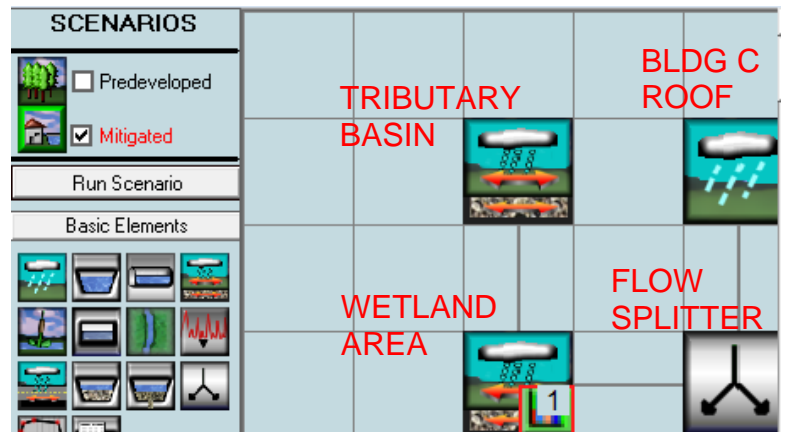 SCENARIOS
Predeveloped
Mitigated
Run Scenario
Basic Elements
TRIBUTARY
BASIN
BLDG C
ROOF
WETLAND
AREA
FLOW
SPLITTER
1